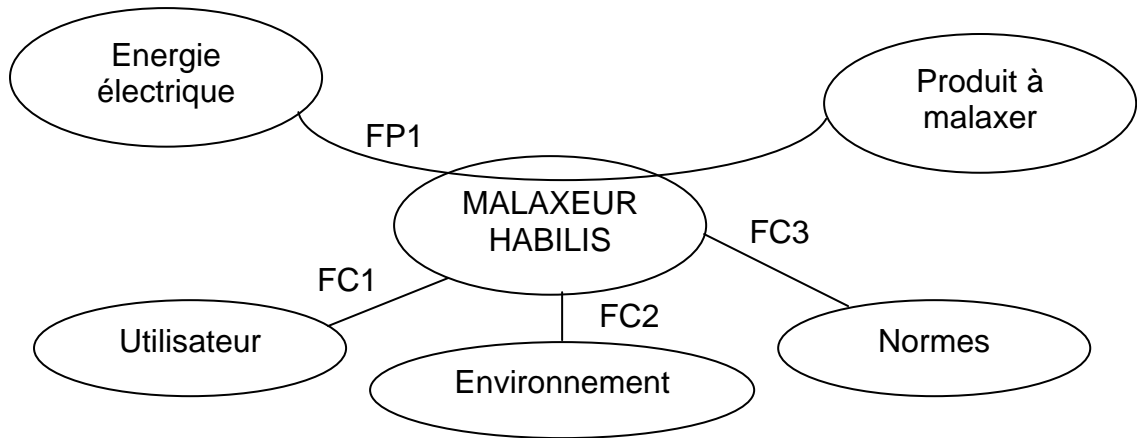 Energie
électrique
Produit à
malaxer
FP1
MALAXEUR
HABILIS
FC3
FC1
FC2
Utilisateur
Environnement
Normes